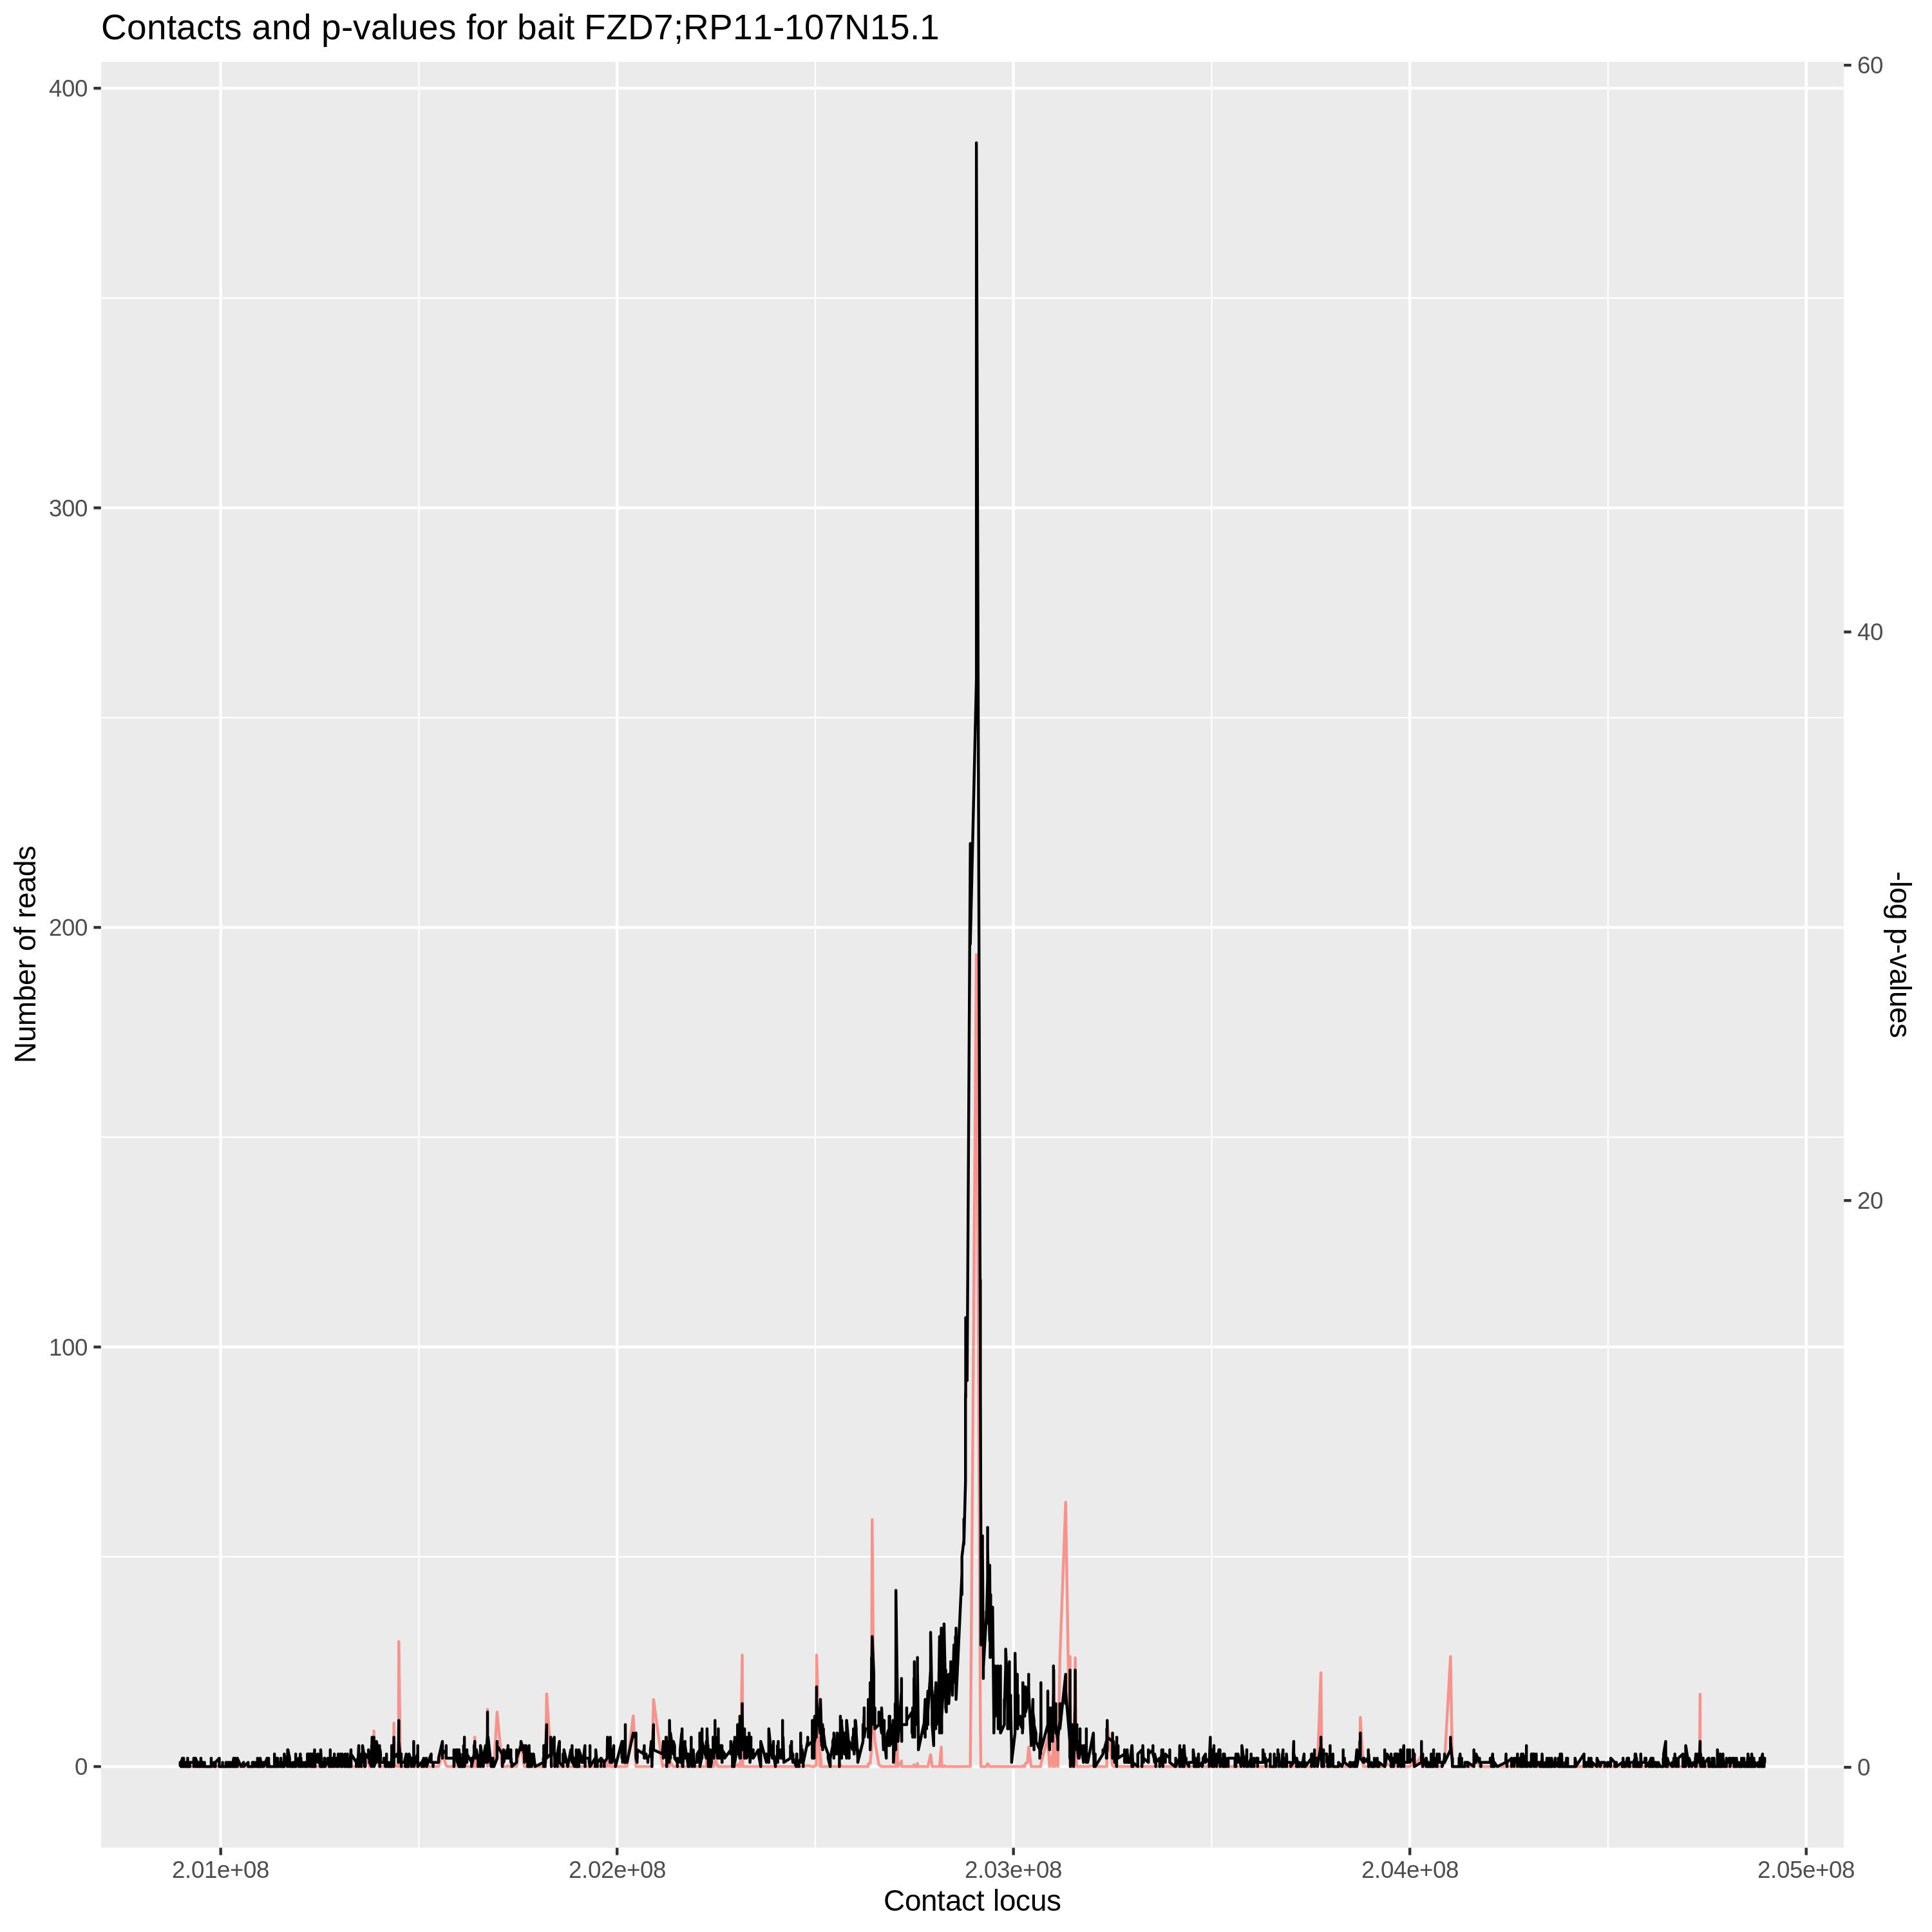 Contacts and p-values for bait FZD7;RP11-107N15.1
400
300
200
100
0
Number of reads
60
40
20
0
-log p-values
2.01e+08 2.02e+08 2.03e+08 2.04e+08 2.05e+08
Contact locus